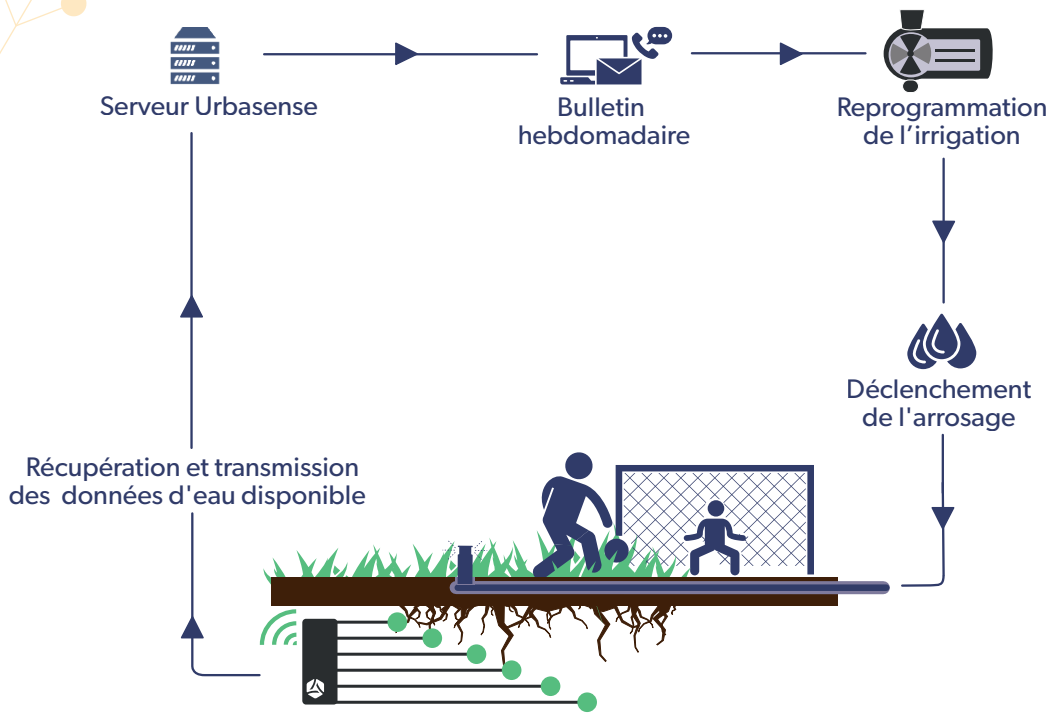 Serveur Urbasense
Bulletin
hebdomadaire
Reprogrammation
de l’irrigation
Déclenchement
de l'arrosage
Récupération et transmission
des données d'eau disponible